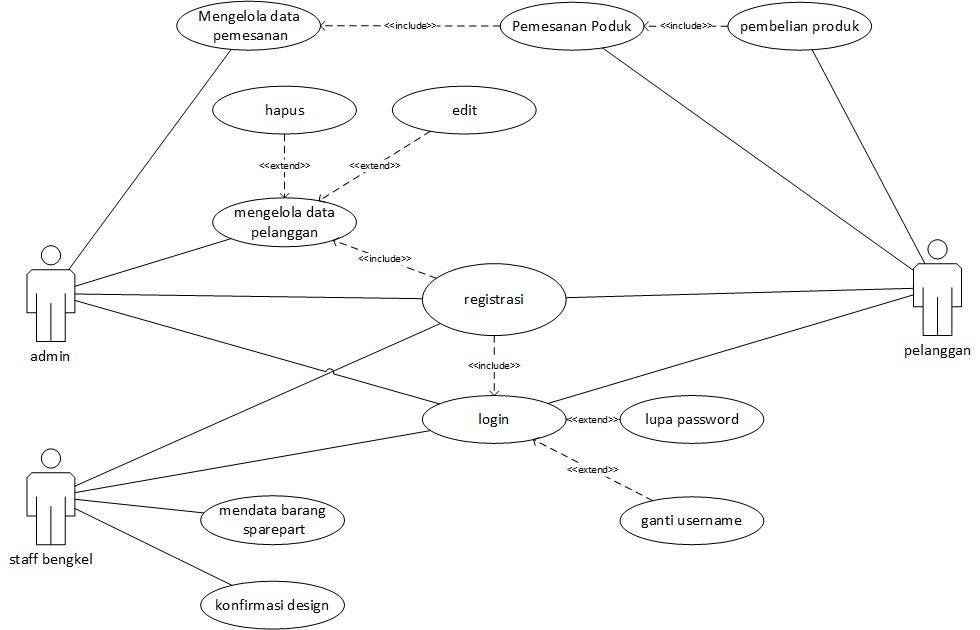 Mengelola data
pemesanan
<<include>>
Pemesanan Poduk
<<include>>
pembelian produk
hapus
edit
<<extend>>
<<extend>>
mengelola data
pelanggan
<<include>>
registrasi
admin
pelanggan
<<include>>
login
<<extend>>
lupa password
<<extend>>
mendata barang
sparepart
ganti username
staff bengkel
konfirmasi design